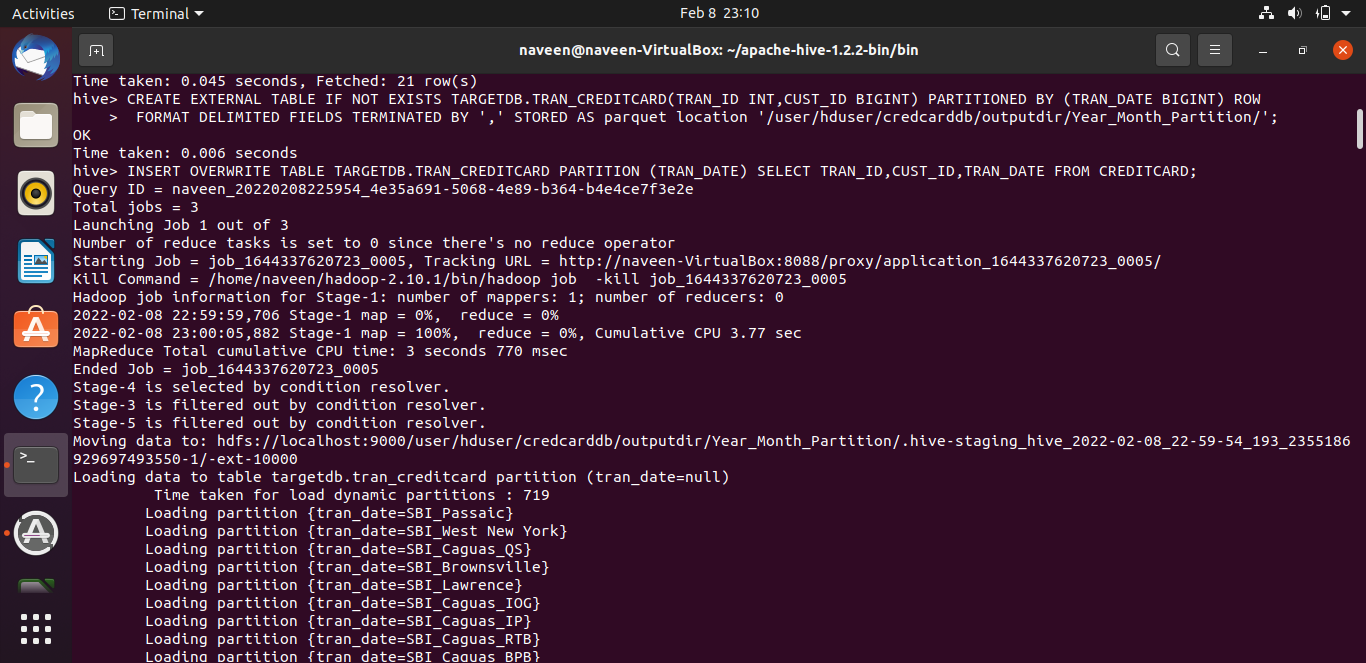 Activities
Terminal
Feb 8 23:10
naveen@naveen-VirtualBox: ~/apache-hive-1.2.2-bin/bin
Time taken: 0.045 seconds, Fetched: 21 row(s)
hive> CREATE EXTERNAL TABLE IF NOT EXISTS TARGETDB.TRAN_CREDITCARD(TRAN_ID INT,CUST_ID BIGINT) PARTITIONED BY (TRAN_DATE BIGINT) ROW
    >  FORMAT DELIMITED FIELDS TERMINATED BY ',' STORED AS parquet location '/user/hduser/credcarddb/outputdir/Year_Month_Partition/';
OK
Time taken: 0.006 seconds
hive> INSERT OVERWRITE TABLE TARGETDB.TRAN_CREDITCARD PARTITION (TRAN_DATE) SELECT TRAN_ID,CUST_ID,TRAN_DATE FROM CREDITCARD;
Query ID = naveen_20220208225954_4e35a691-5068-4e89-b364-b4e4ce7f3e2e
Total jobs = 3
Launching Job 1 out of 3
Number of reduce tasks is set to 0 since there's no reduce operator
Starting Job = job_1644337620723_0005, Tracking URL = http://naveen-VirtualBox:8088/proxy/application_1644337620723_0005/
Kill Command = /home/naveen/hadoop-2.10.1/bin/hadoop job  -kill job_1644337620723_0005
Hadoop job information for Stage-1: number of mappers: 1; number of reducers: 0
2022-02-08 22:59:59,706 Stage-1 map = 0%,  reduce = 0%
2022-02-08 23:00:05,882 Stage-1 map = 100%,  reduce = 0%, Cumulative CPU 3.77 sec
MapReduce Total cumulative CPU time: 3 seconds 770 msec
Ended Job = job_1644337620723_0005
Stage-4 is selected by condition resolver.
Stage-3 is filtered out by condition resolver.
Stage-5 is filtered out by condition resolver.
Moving data to: hdfs://localhost:9000/user/hduser/credcarddb/outputdir/Year_Month_Partition/.hive-staging_hive_2022-02-08_22-59-54_193_2355186
929697493550-1/-ext-10000
Loading data to table targetdb.tran_creditcard partition (tran_date=null)
         Time taken for load dynamic partitions : 719
        Loading partition {tran_date=SBI_Passaic}
        Loading partition {tran_date=SBI_West New York}
        Loading partition {tran_date=SBI_Caguas_QS}
        Loading partition {tran_date=SBI_Brownsville}
        Loading partition {tran_date=SBI_Lawrence}
        Loading partition {tran_date=SBI_Caguas_IOG}
        Loading partition {tran_date=SBI_Caguas_IP}
        Loading partition {tran_date=SBI_Caguas_RTB}
        Loading partition {tran_date=SBI_Caguas_BPB}